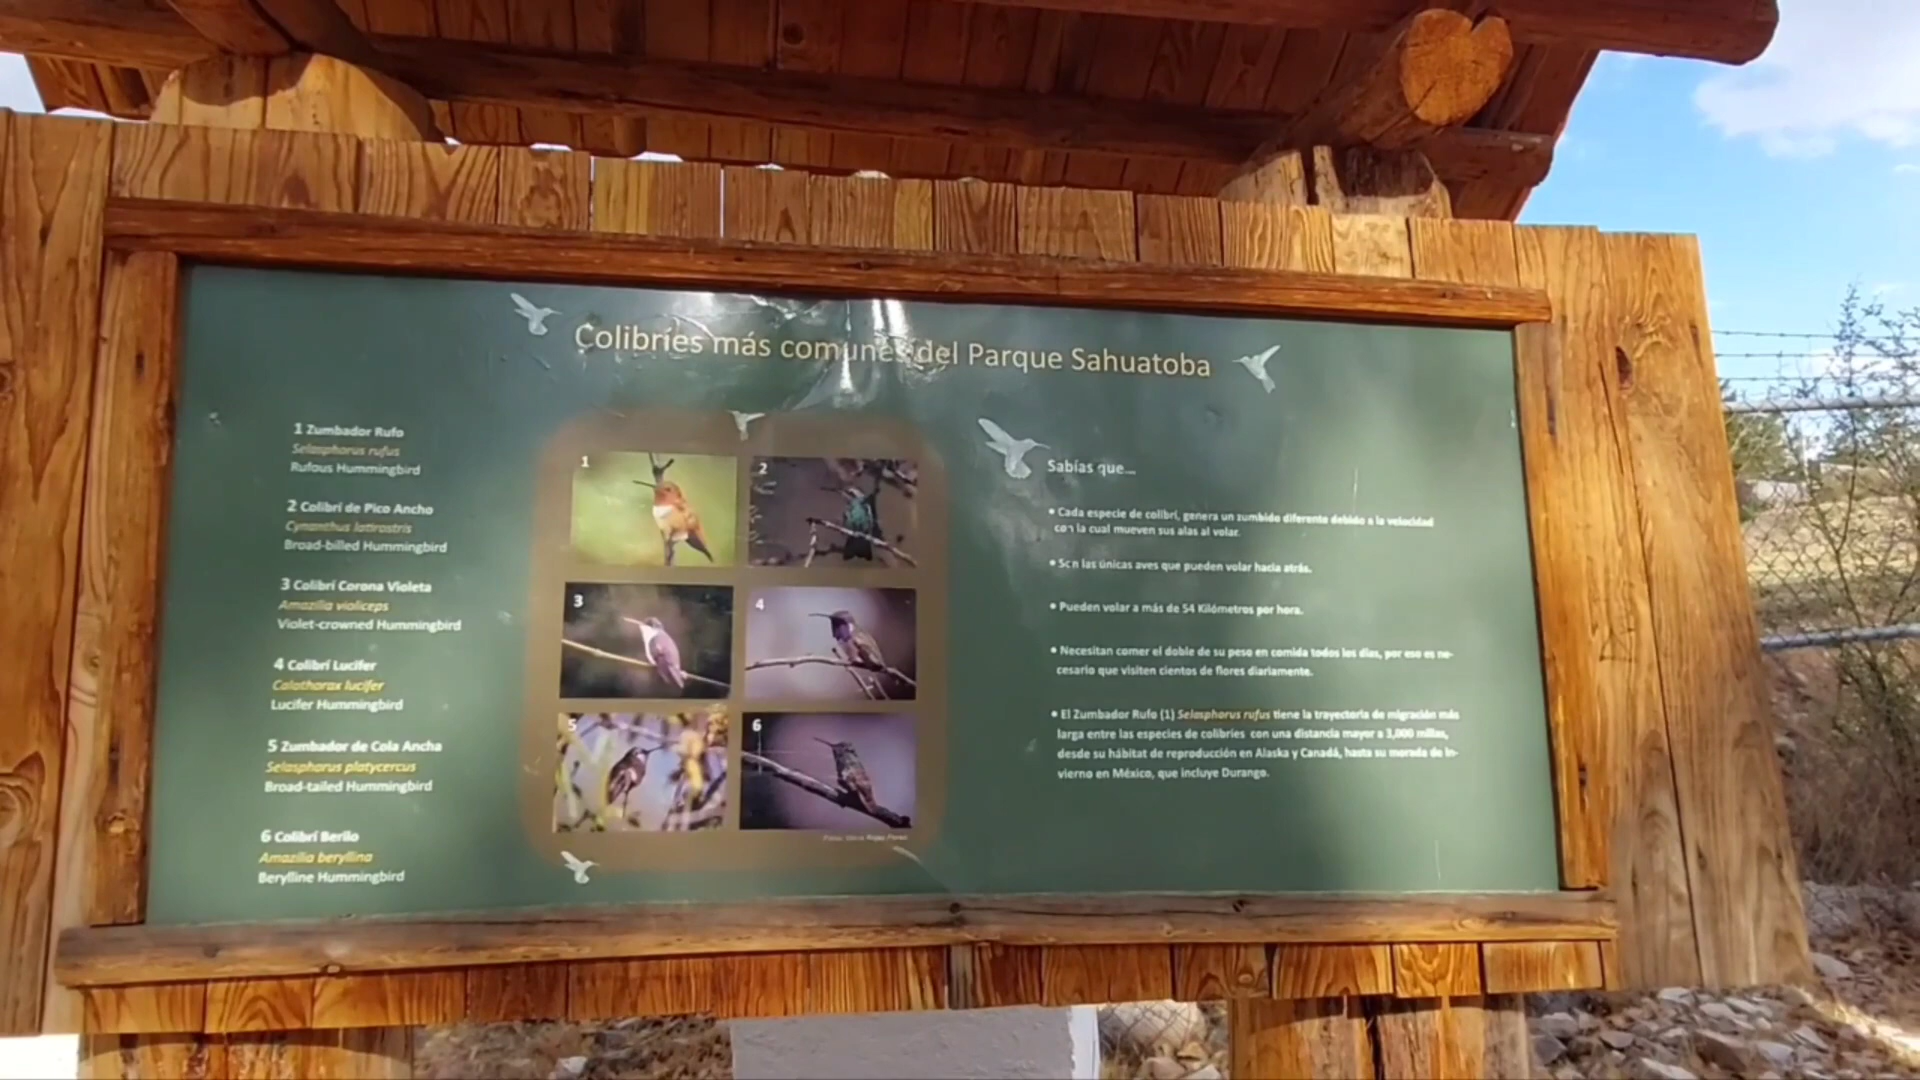 Colibríes más comunes del Parque Sahuatoba
1 Zumbador Rufo
Selasphorus rufus
Rufous Hummingbird
2 Colibrí de Pico Ancho
Cynanthus latirostris
Broad-billed Hummingbird
3 Colibrí Corona Violeta
Amazilia violiceps
Violet-crowned Hummingbird
4 Colibrí Lucifer
Calothorax lucifer
Lucifer Hummingbird
5 Zumbador de Cola Ancha
Selasphorus platycercus
Broad-tailed Hummingbird
6 Colibrí Berilo
Amazilia beryllina
Berylline Hummingbird
1
2
3
4
5
6
Sabías que...
• Cada especie de colibrí, genera un zumbido diferente debido a la velocidad
con la cual mueven sus alas al volar.
• Son las únicas aves que pueden volar hacia atrás.
• Pueden volar a más de 54 Kilómetros por hora.
• Necesitan comer el doble de su peso en comida todos los días, por eso es ne-
cesario que visiten cientos de flores diariamente.
• El Zumbador Rufo (1) Selasphorus rufus tiene la trayectoria de migración más
larga entre las especies de colibríes con una distancia mayor a 3,000 millas,
desde su hábitat de reproducción en Alaska y Canadá, hasta su morada de in-
vierno en México, que incluye Durango.